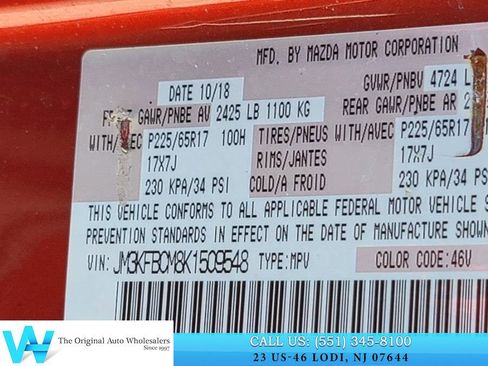 MFD. BY MAZDA MOTOR CORPORATION
DATE 10/18 GVWR/PNBV 4724 L
GAWR/PNBE AV 2425 LB 1100 KG REAR GAWR/PNBE AR 2
WITH/AVEC P225/65R17 100H TIRES/PNEUS WITH/AVEC P225/65R17
17X7J RIMS/JANTES 17X7J
230 KPA/34 PSI COLD/A FROID 230 KPA/34 PSI
THIS VEHICLE CONFORMS TO ALL APPLICABLE FEDERAL MOTOR VEHICLE S
PREVENTION STANDARDS IN EFFECT ON THE DATE OF MANUFACTURE SHOWN
VIN: JM3KFBCM8K1509548 TYPE:MPV COLOR CODE: 46V
The Original Auto Wholesalers
Since 1997
CALL US: (551) 345-8100
23 US-46 LODI, NJ 07644